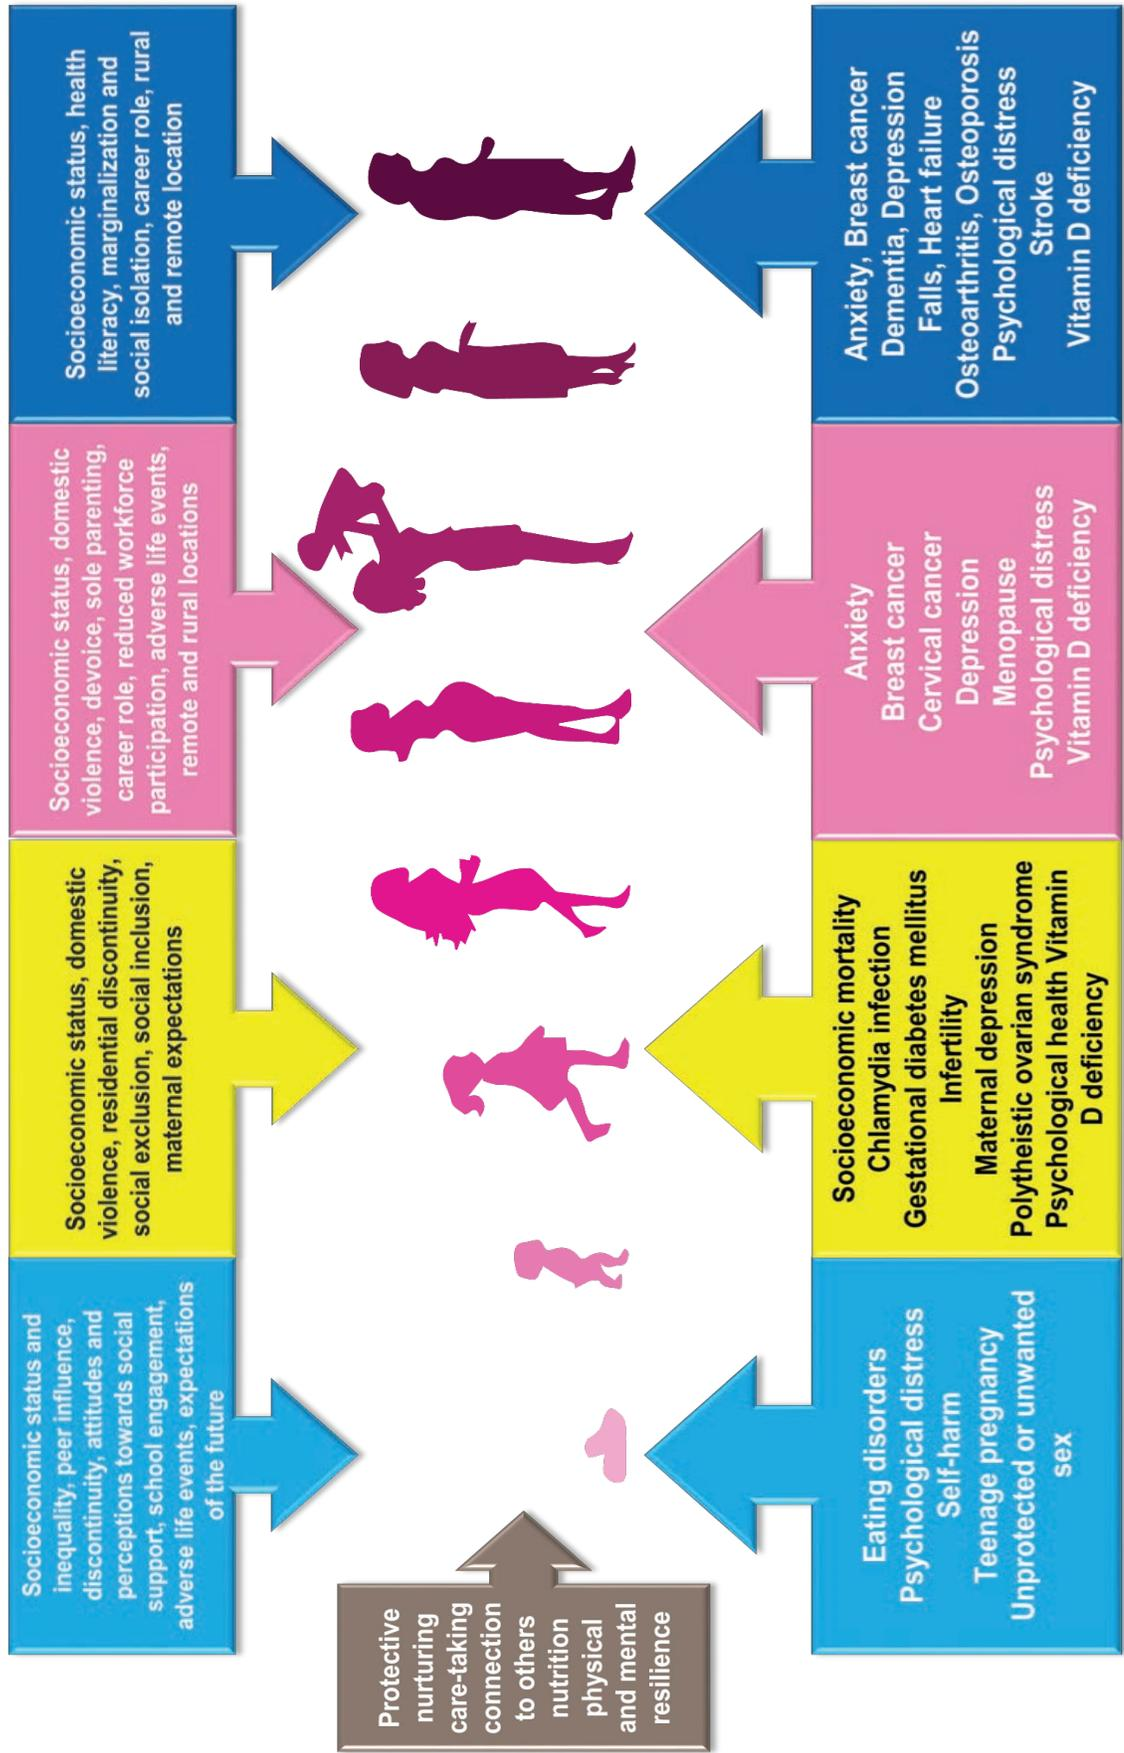 Protective
nurturing
care-taking
connection
to others
nutrition
physical
and mental
resilience
Socioeconomic status and
inequality, peer influence,
discontinuity, attitudes and
perceptions towards social
support, school engagement,
adverse life events, expectations
of the future
Socioeconomic status, domestic
violence, residential discontinuity,
social exclusion, social inclusion,
maternal expectations
Socioeconomic status, domestic
violence, devoice, sole parenting,
career role, reduced workforce
participation, adverse life events,
remote and rural locations
Socioeconomic status, health
literacy, marginalization and
social isolation, career role, rural
and remote location
Eating disorders
Psychological distress
Self-harm
Teenage pregnancy
Unprotected or unwanted
sex
Socioeconomic mortality
Chlamydia infection
Gestational diabetes mellitus
Infertility
Maternal depression
Polytheistic ovarian syndrome
Psychological health Vitamin
D deficiency
Anxiety
Breast cancer
Cervical cancer
Depression
Menopause
Psychological distress
Vitamin D deficiency
Anxiety, Breast cancer
Dementia, Depression
Falls, Heart failure
Osteoarthritis, Osteoporosis
Psychological distress
Stroke
Vitamin D deficiency